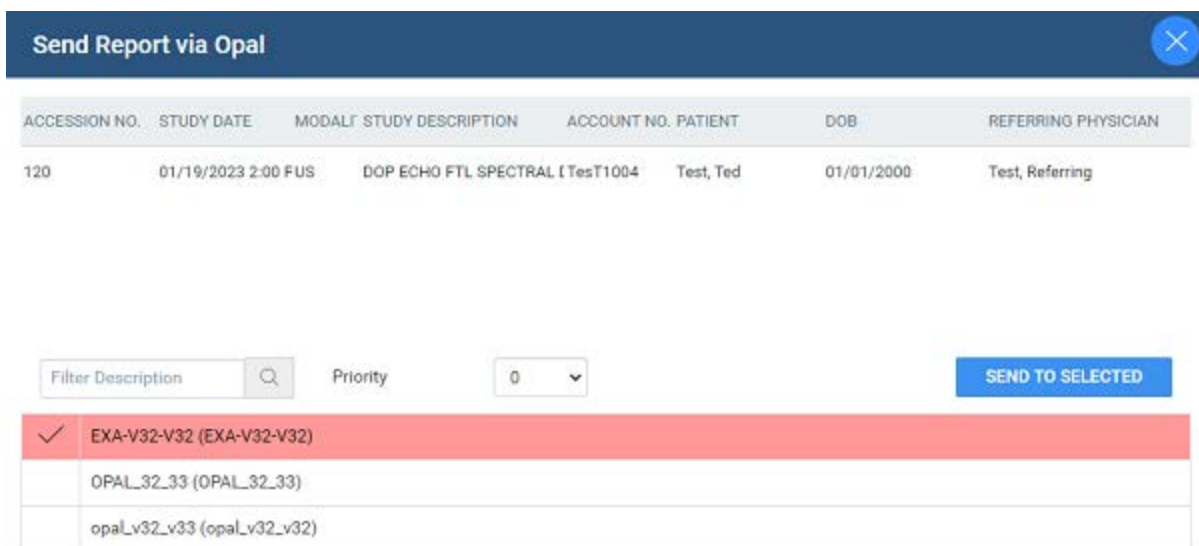 Send Report via Opal
ACCESSION NO. STUDY DATE MODALI STUDY DESCRIPTION ACCOUNT NO. PATIENT DOB REFERRING PHYSICIAN
120 01/19/2023 2:00 F US DOP ECHO FTL SPECTRAL TesT1004 Test, Ted 01/01/2000 Test, Referring
Filter Description Priority 0 SEND TO SELECTED
EXA-V32-V32 (EXA-V32-V32)
OPAL_32_33 (OPAL_32_33)
opal_v32_v33 (opal_v32_v32)